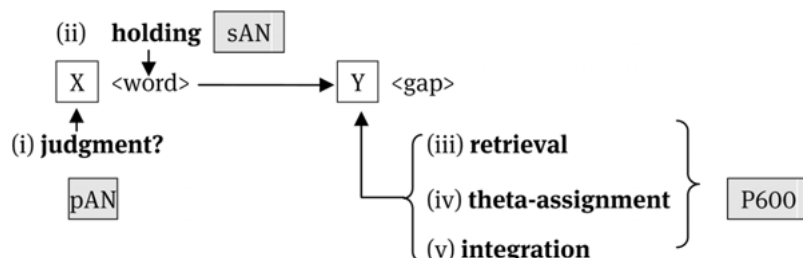 (ii) holding sAN
X <word> Y <gap>
(i) judgment? (iii) retrieval
pAN (iv) theta-assignment P600
(v) integration